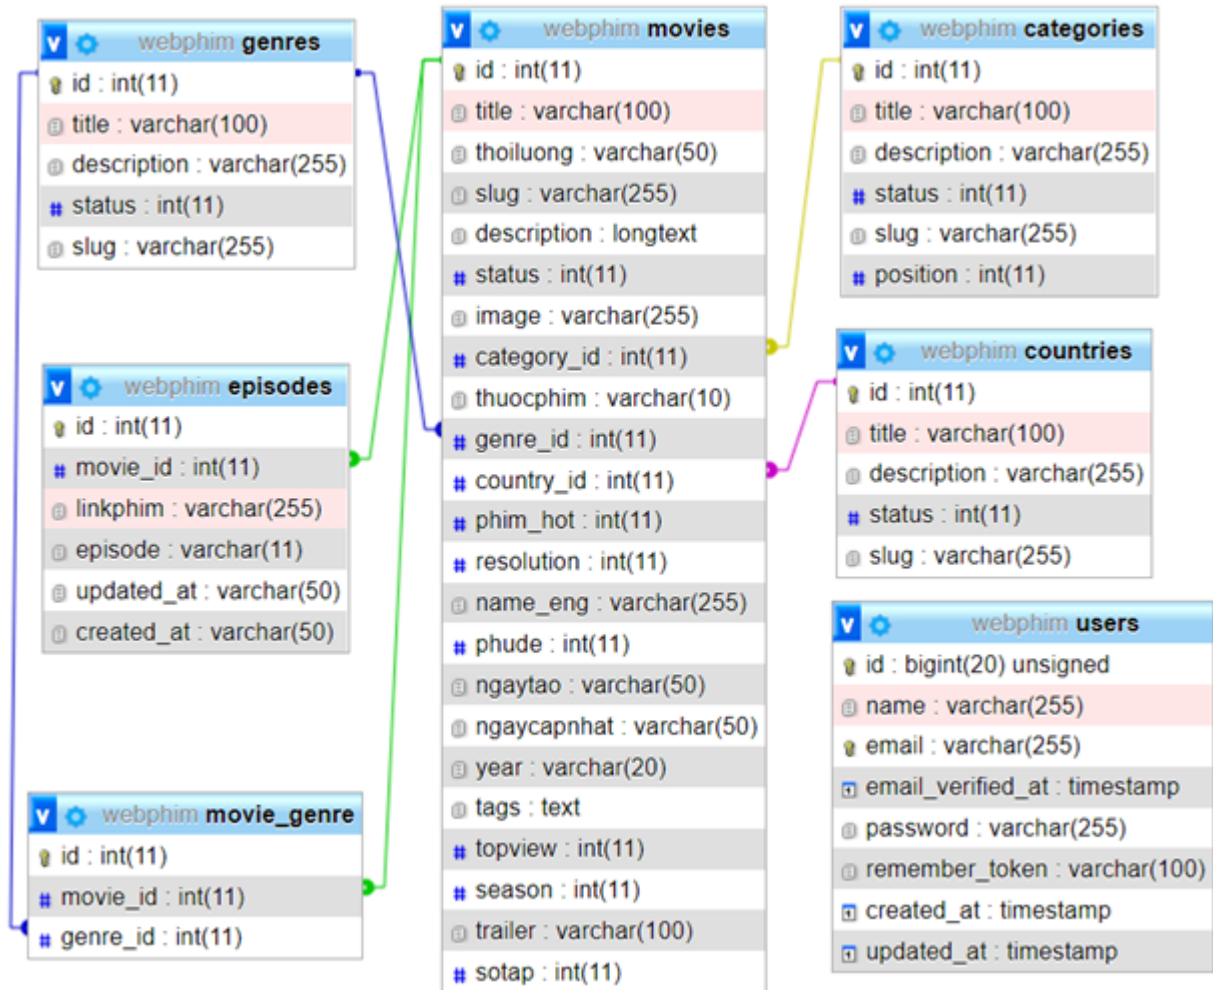 webphim genres
id : int(11)
title : varchar(100)
description : varchar(255)
status : int(11)
slug : varchar(255)
webphim episodes
id : int(11)
movie_id : int(11)
linkphim : varchar(255)
episode : varchar(11)
updated_at : varchar(50)
created_at : varchar(50)
webphim movie_genre
id : int(11)
movie_id : int(11)
genre_id : int(11)
webphim movies
id : int(11)
title : varchar(100)
thoiluong : varchar(50)
slug : varchar(255)
description : longtext
status : int(11)
image : varchar(255)
category_id : int(11)
thuocphim : varchar(10)
genre_id : int(11)
country_id : int(11)
phim_hot : int(11)
resolution : int(11)
name_eng : varchar(255)
phude : int(11)
ngaytao : varchar(50)
ngaycapnhat : varchar(50)
year : varchar(20)
tags : text
topview : int(11)
season : int(11)
trailer : varchar(100)
sotap : int(11)
webphim categories
id : int(11)
title : varchar(100)
description : varchar(255)
status : int(11)
slug : varchar(255)
position : int(11)
webphim countries
id : int(11)
title : varchar(100)
description : varchar(255)
status : int(11)
slug : varchar(255)
webphim users
id : bigint(20) unsigned
name : varchar(255)
email : varchar(255)
email_verified_at : timestamp
password : varchar(255)
remember_token : varchar(100)
created_at : timestamp
updated_at : timestamp